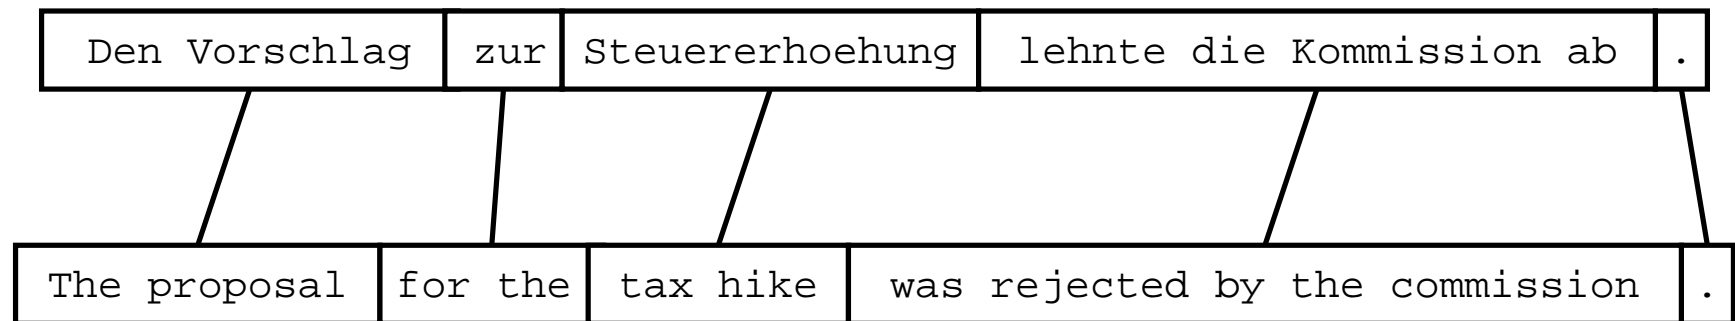 Den Vorschlag zur Steuererhoehung lehnte die Kommission ab .
The proposal for the tax hike was rejected by the commission .